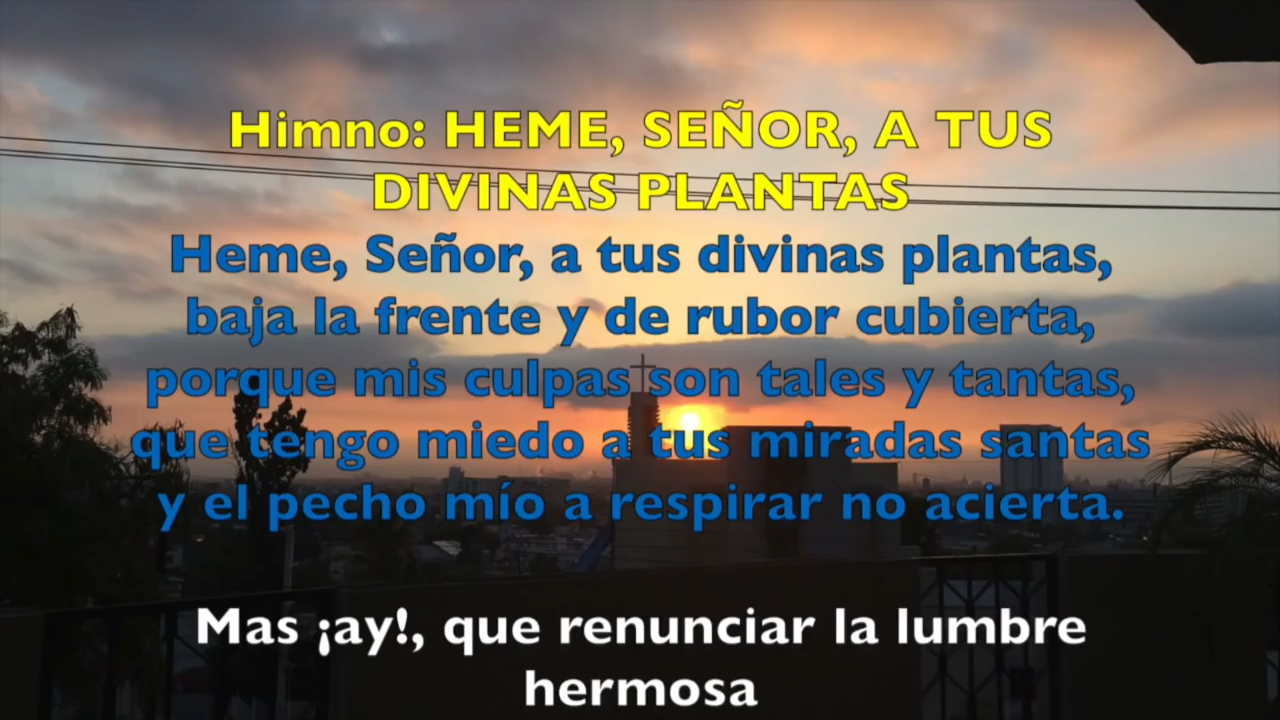 Himno: HEME, SEÑOR, A TUS
DIVINAS PLANTAS
Heme, Señor, a tus divinas plantas,
baja la frente y de rubor cubierta,
porque mis culpas son tales y tantas,
que tengo miedo a tus miradas santas
y el pecho mío a respirar no acierta.
Mas ¡ay!, que renunciar la lumbre
hermosa